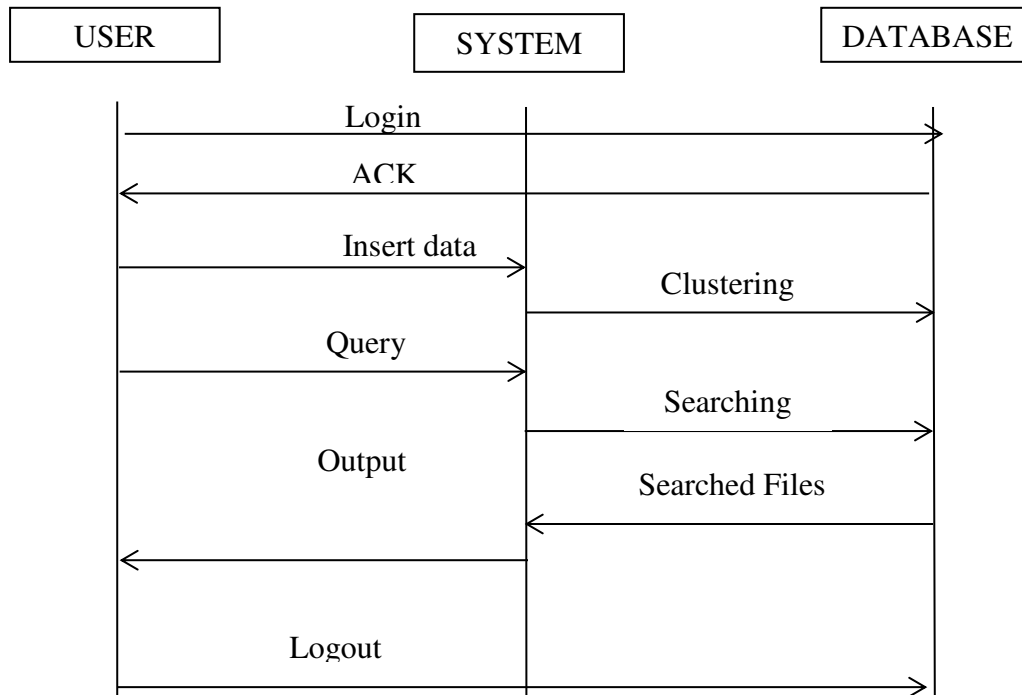 USER
SYSTEM
DATABASE
Login
ACK
Insert data
Clustering
Query
Searching
Output
Searched Files
Logout